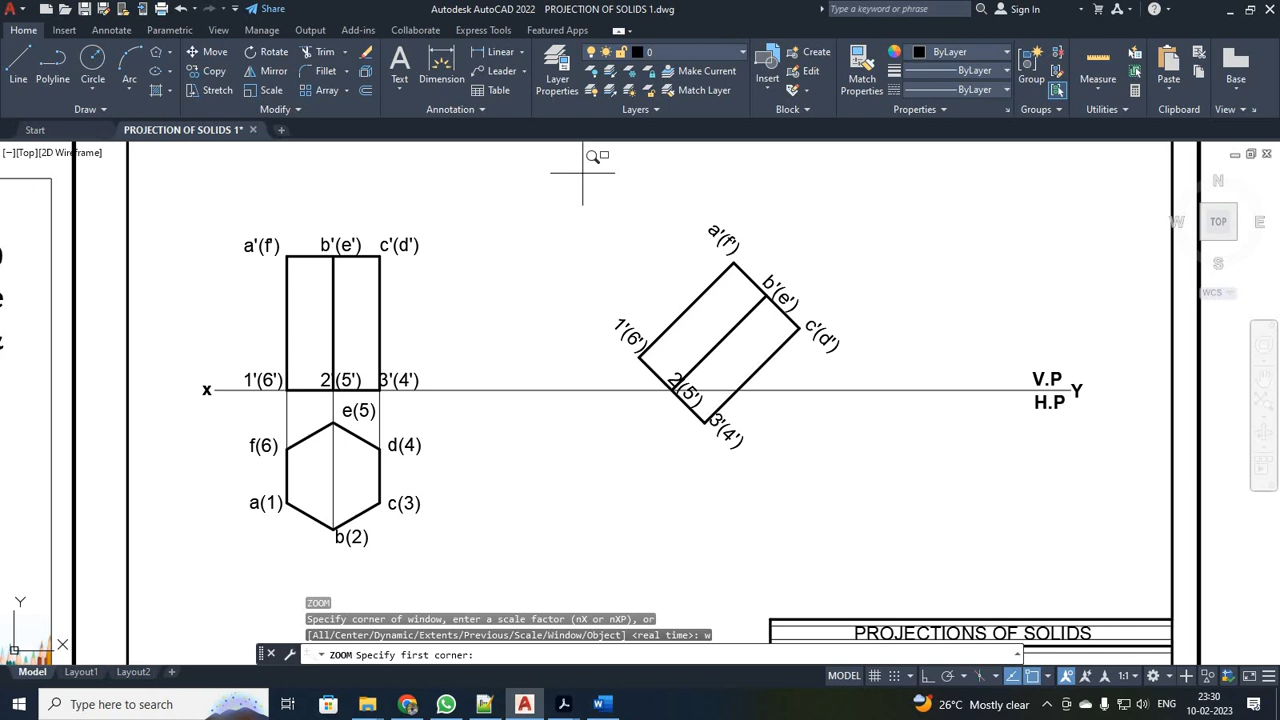 Autodesk AutoCAD 2022 PROJECTION OF SOLIDS 1.dwg
Share
Type a keyword or phrase
Sign In
Home Insert Annotate Parametric View Manage Output Add-ins Collaborate Express Tools Featured Apps
Line Polyline Circle Arc
Move Rotate Trim
Copy Mirror Fillet
Stretch Scale Array
Text Dimension
Linear
Leader
Table
Layer Properties
0
Make Current
Match Layer
Insert
Create
Edit
Match Properties
ByLayer
ByLayer
ByLayer
Group
Measure
Paste
Base
Draw Modify Annotation Layers Block Properties Groups Utilities Clipboard View
Start
PROJECTION OF SOLIDS 1*
[−][Top][2D Wireframe]
N
W TOP E
S
WCS
a'(f') b'(e') c'(d')
a'(f')
b'(e')
c'(d')
1'(6')
2'(5')
3'(4')
1'(6') 2'(5') 3'(4')
x
V.P
Y
H.P
e(5)
f(6) d(4)
a(1) c(3)
b(2)
Y
X
PROJECTIONS OF SOLIDS
ZOOM
Specify corner of window, enter a scale factor (nX or nXP), or
[All/Center/Dynamic/Extents/Previous/Scale/Window/Object] <real time>: w
ZOOM Specify first corner:
Model Layout1 Layout2 +
MODEL
1:1
Type here to search
26°C Mostly clear
ENG
23:30
10-02-2023